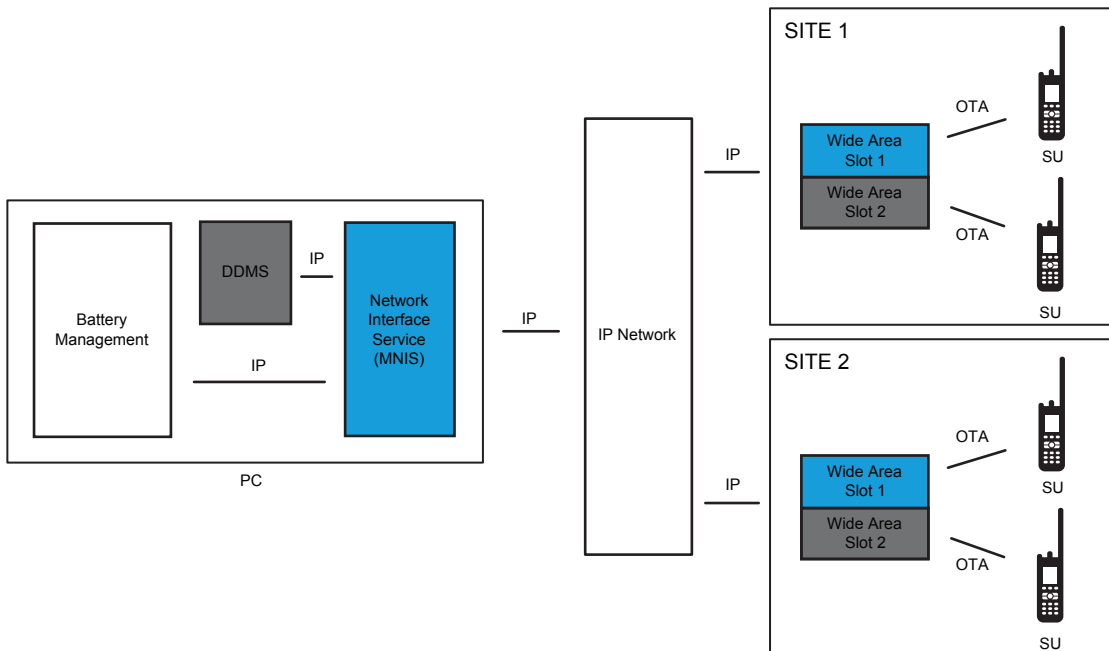 SITE 1
OTA
SU
Wide Area
Slot 1
Wide Area
Slot 2
OTA
SU
IP
Battery
Management
DDMS
IP
Network
Interface
Service
(MNIS)
IP
PC
IP
IP Network
IP
SITE 2
OTA
SU
Wide Area
Slot 1
Wide Area
Slot 2
OTA
SU